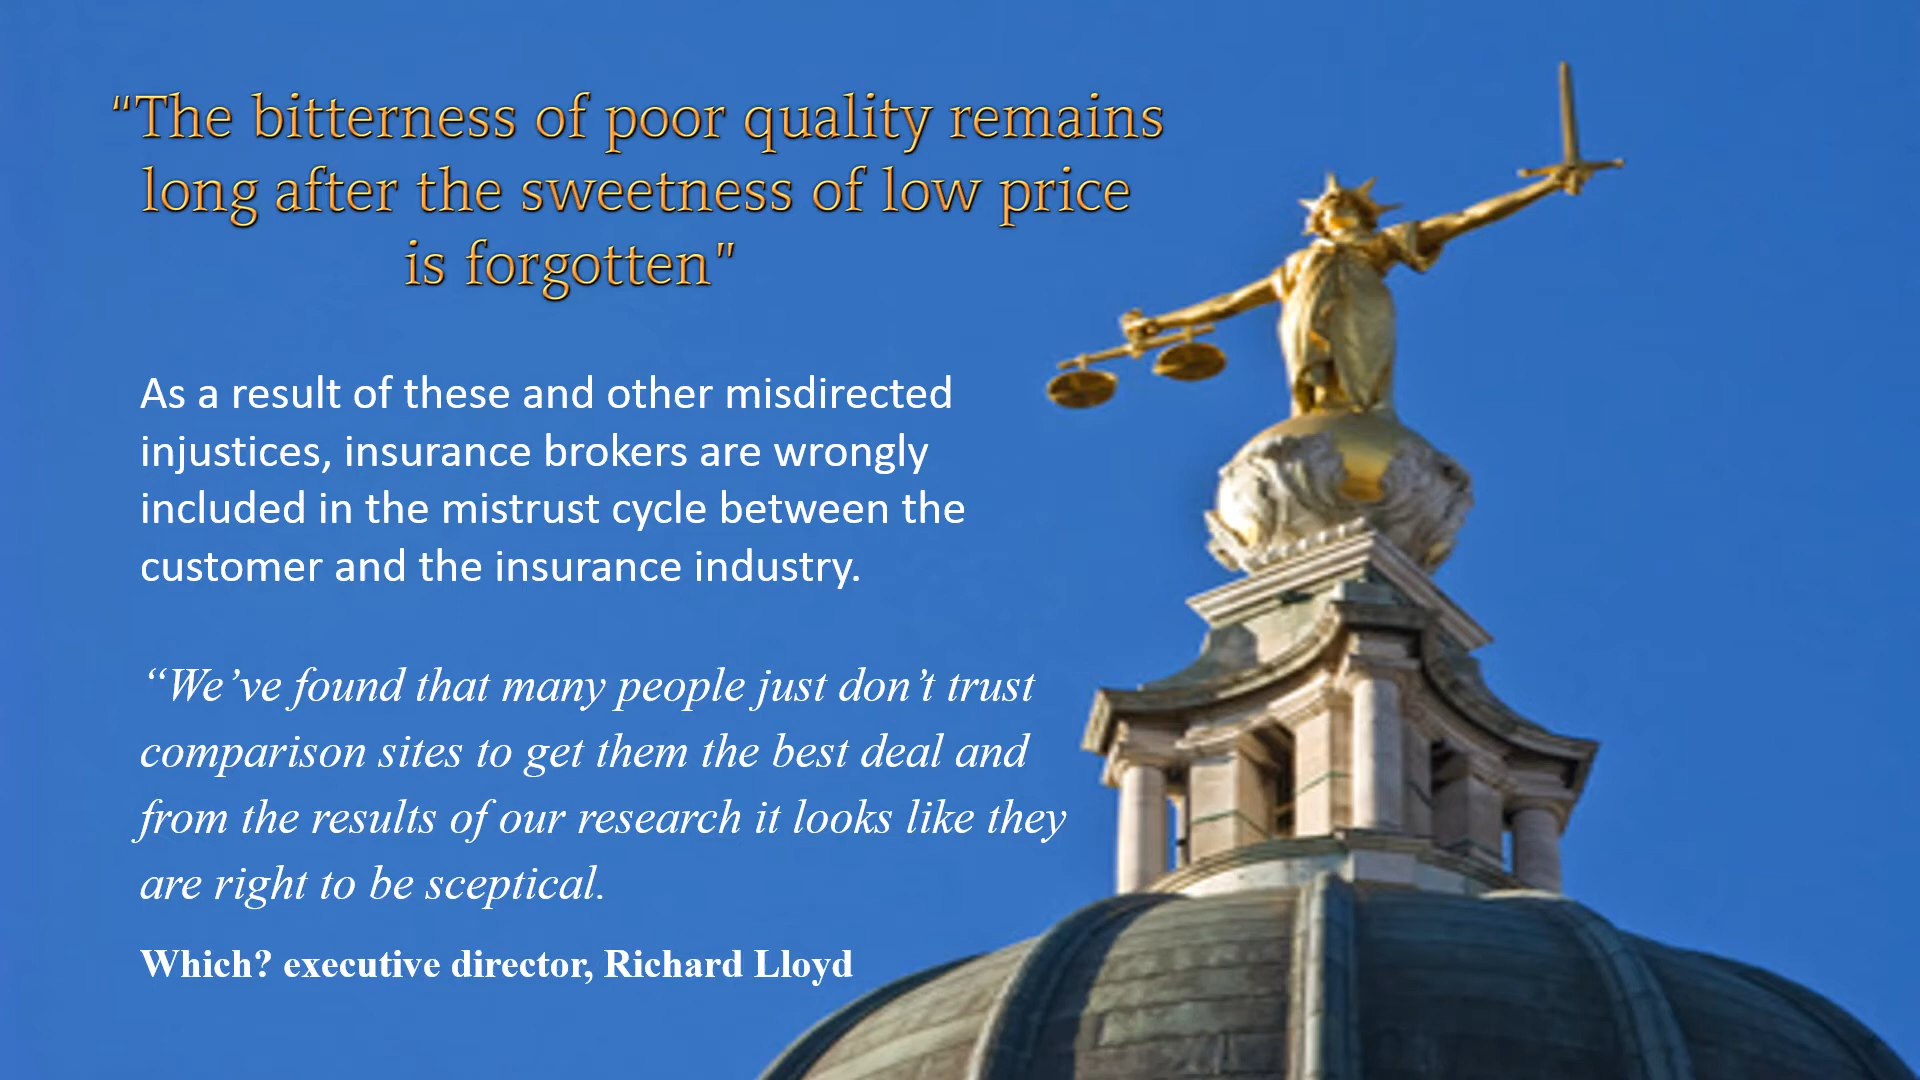 “The bitterness of poor quality remains
long after the sweetness of low price
is forgotten”
As a result of these and other misdirected
injustices, insurance brokers are wrongly
included in the mistrust cycle between the
customer and the insurance industry.
“We’ve found that many people just don’t trust
comparison sites to get them the best deal and
from the results of our research it looks like they
are right to be sceptical.
Which? executive director, Richard Lloyd